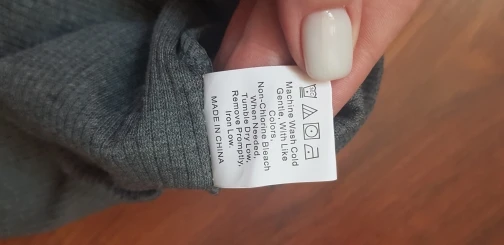 Machine Wash Cold
Gentle, With Like
Colors,
Non-Chlorine Bleach
When Needed,
Tumble Dry Low,
Remove Promptly,
Iron Low,
MADE IN CHINA